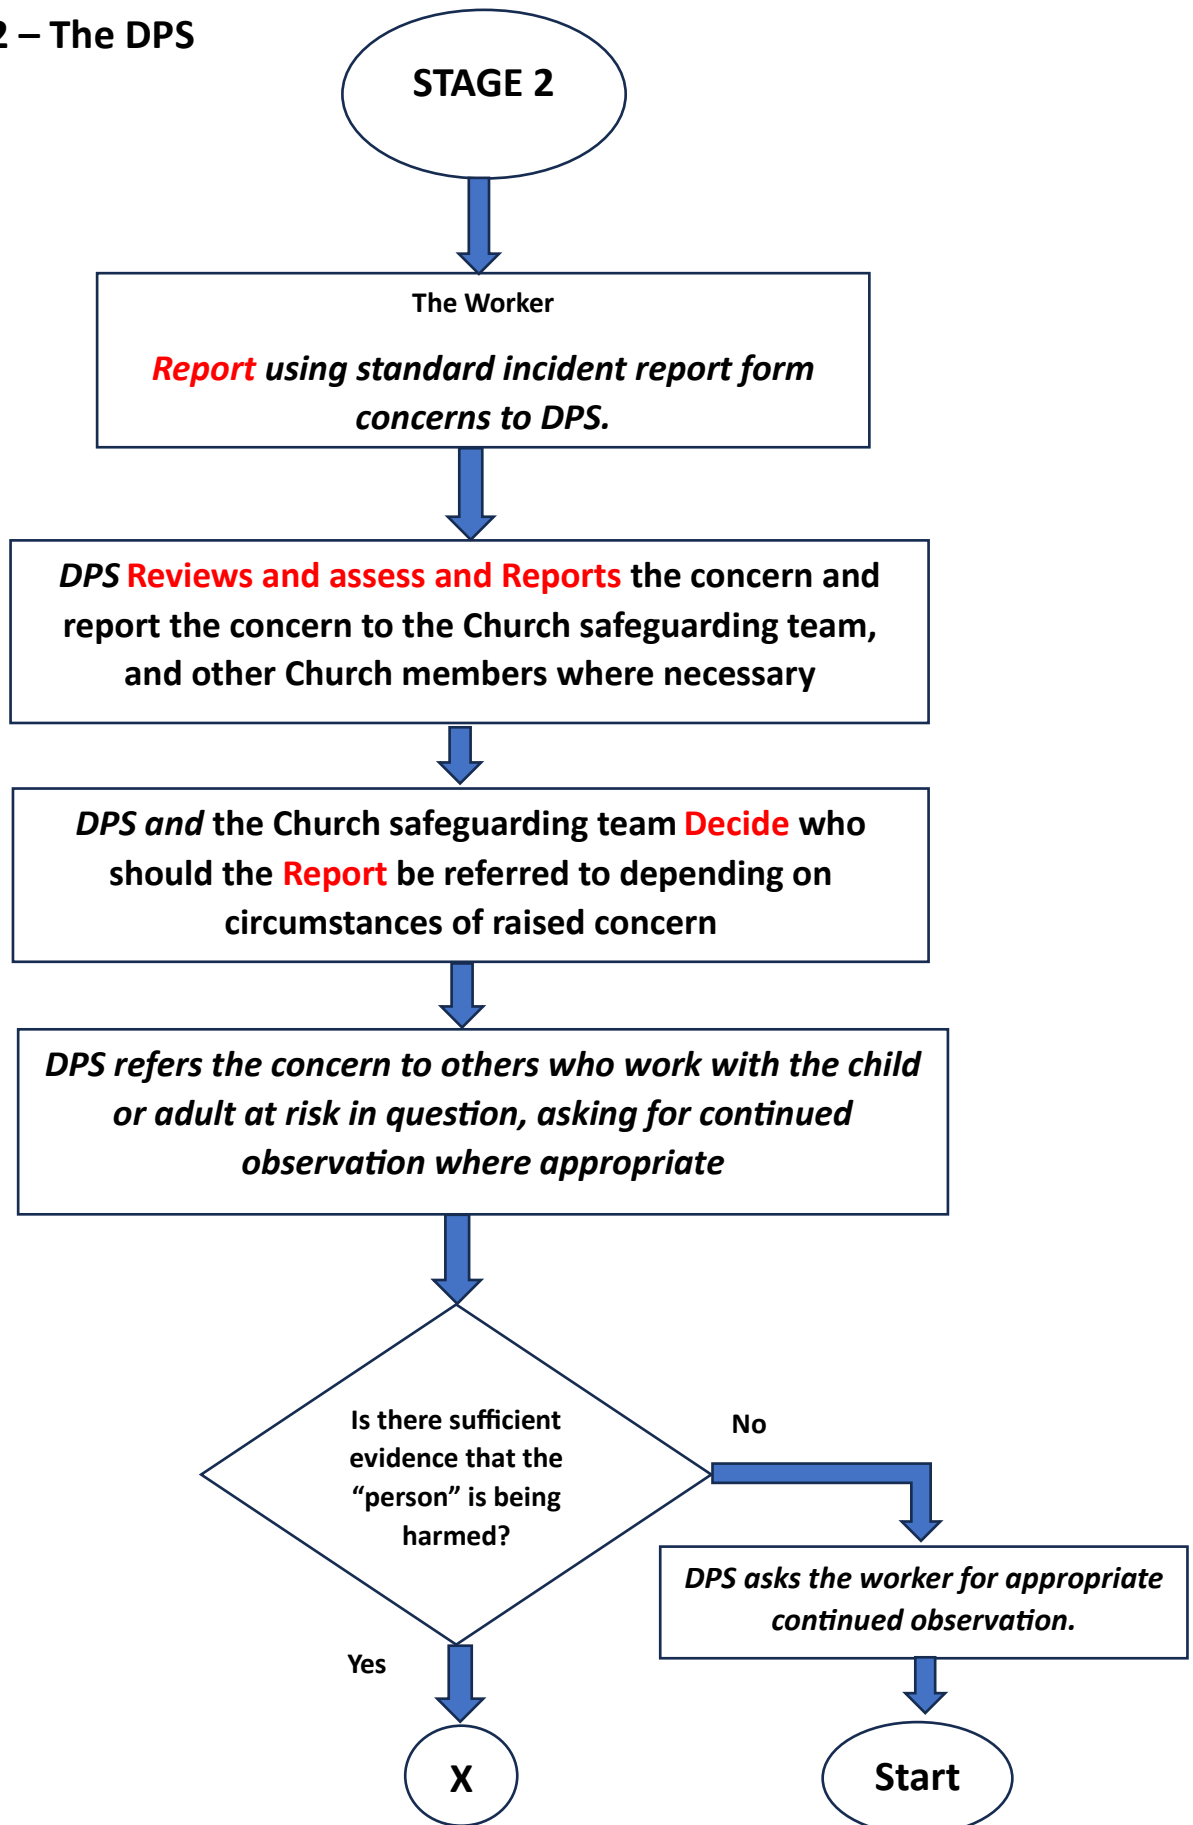 2 – The DPS
STAGE 2
The Worker
Report using standard incident report form
concerns to DPS.
DPS Reviews and assess and Reports the concern and
report the concern to the Church safeguarding team,
and other Church members where necessary
DPS and the Church safeguarding team Decide who
should the Report be referred to depending on
circumstances of raised concern
DPS refers the concern to others who work with the child
or adult at risk in question, asking for continued
observation where appropriate
Is there sufficient
evidence that the
“person” is being
harmed?
No
DPS asks the worker for appropriate
continued observation.
Yes
X
Start